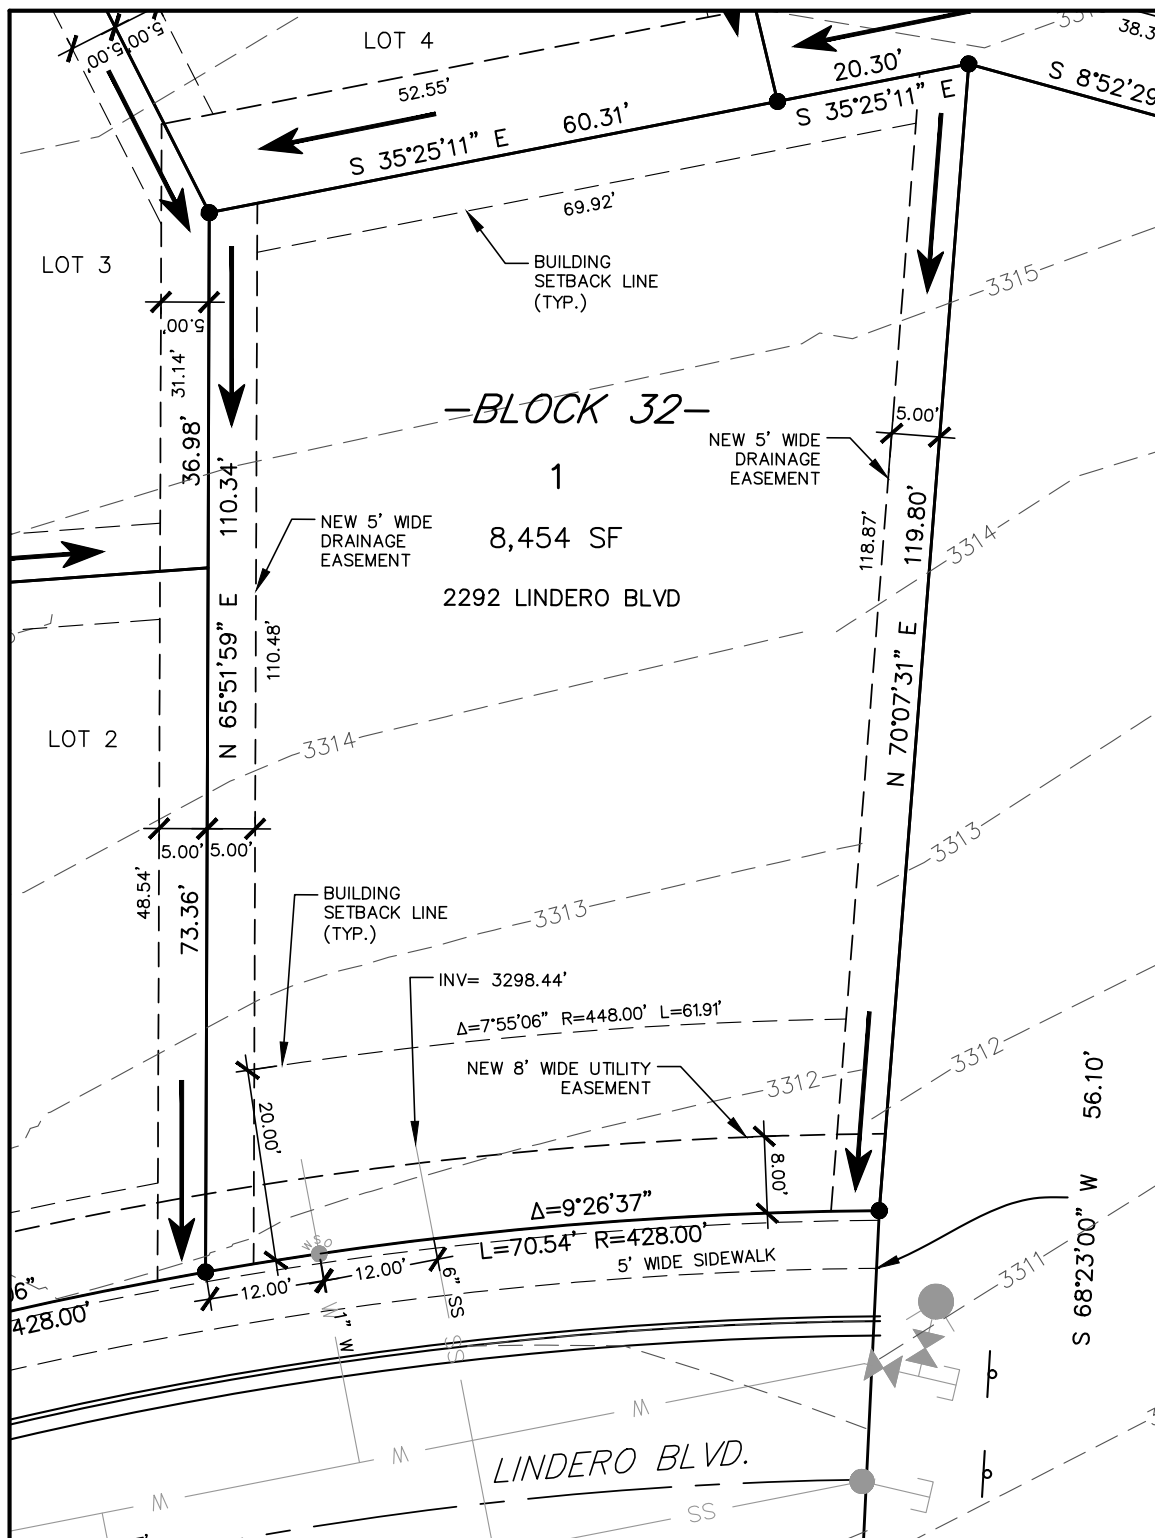 5.00'
5.00'
LOT 4
52.55'
20.30'
S 35°25'11" E
S 8°52'29
38.3
60.31'
S 35°25'11" E
69.92'
LOT 3
BUILDING
SETBACK LINE
(TYP.)
3315
5.00'
31.14'
36.98'
-BLOCK 32-
5.00'
NEW 5' WIDE
DRAINAGE
EASEMENT
1
110.34'
N 65°51'59" E
NEW 5' WIDE
DRAINAGE
EASEMENT
8,454 SF
118.87'
119.80'
N 70°07'31" E
3314
2292 LINDERO BLVD
110.48'
LOT 2
3314
3313
5.00'
5.00'
48.54'
73.36'
BUILDING
SETBACK LINE
(TYP.)
3313
INV= 3298.44'
Δ=7°55'06" R=448.00' L=61.91'
3312
NEW 8' WIDE UTILITY
EASEMENT
3312
56.10'
S 68°23'00" W
20.00'
8.00'
Δ=9°26'37"
L=70.54' R=428.00'
WSO
5' WIDE SIDEWALK
12.00'
12.00'
6" SS
SS
1" W
W
3311
06"
428.00'
W
W
W
LINDERO BLVD.
SS